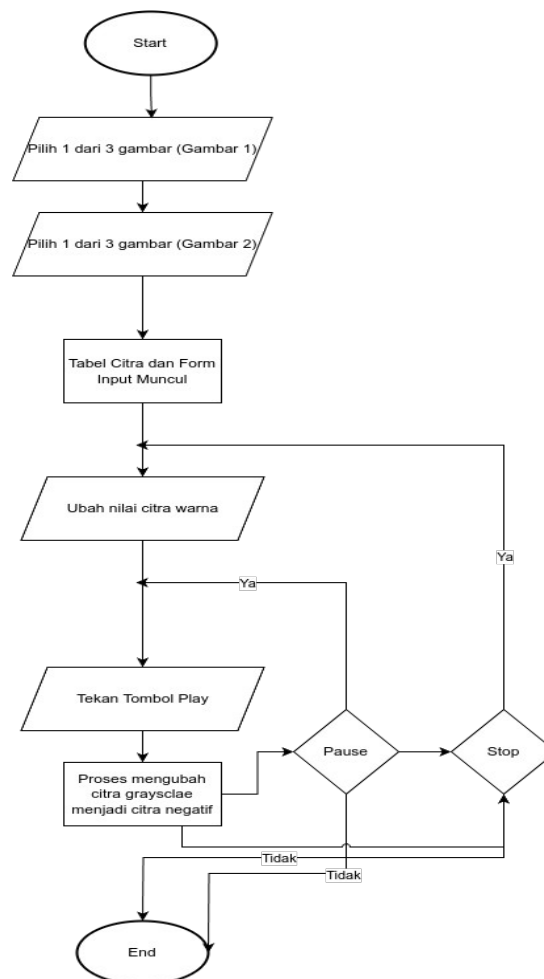 Start
Pilih 1 dari 3 gambar (Gambar 1)
Pilih 1 dari 3 gambar (Gambar 2)
Tabel Citra dan Form
Input Muncul
Ubah nilai citra warna
Ya
Ya
Tekan Tombol Play
Proses mengubah
citra graysclae
menjadi citra negatif
Pause
Stop
Tidak
Tidak
End